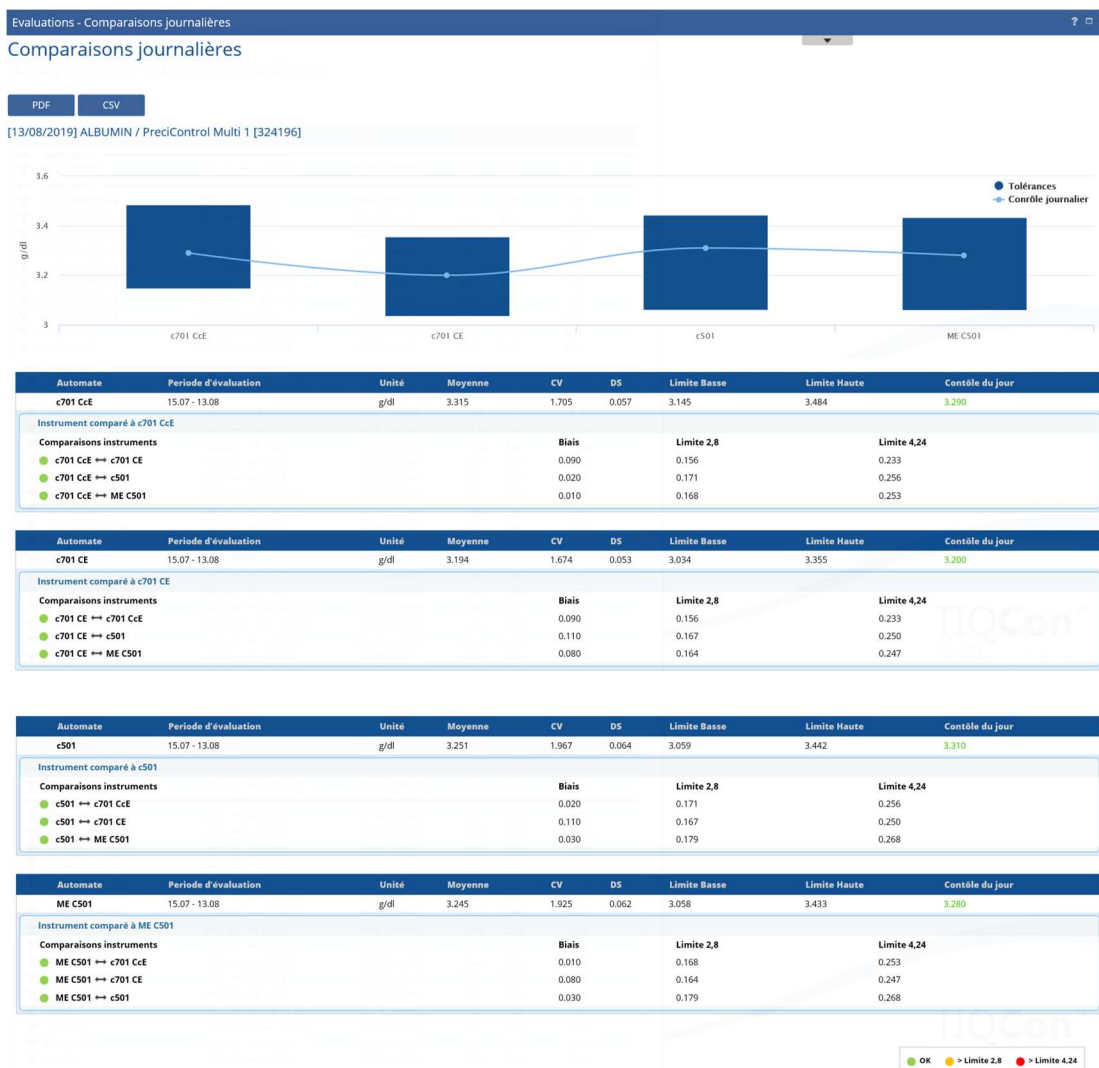 Evaluations - Comparaisons journalières
?
Comparaisons journalières
PDF CSV
[13/08/2019] ALBUMIN / PreciControl Multi 1 [324196]
3.6
Tolérances
Conrôle journalier
3.4
g/dl
3.2
3
c701 CcE c701 CE c501 ME C501
Automate Periode d'évaluation Unité Moyenne CV DS Limite Basse Limite Haute Contôle du jour
c701 CcE 15.07 - 13.08 g/dl 3.315 1.705 0.057 3.145 3.484 3.290
Instrument comparé à c701 CcE
Comparaisons instruments Biais Limite 2,8 Limite 4,24
c701 CcE ↔ c701 CE 0.090 0.156 0.233
c701 CcE ↔ c501 0.020 0.171 0.256
c701 CcE ↔ ME C501 0.010 0.168 0.253
Automate Periode d'évaluation Unité Moyenne CV DS Limite Basse Limite Haute Contôle du jour
c701 CE 15.07 - 13.08 g/dl 3.194 1.674 0.053 3.034 3.355 3.200
Instrument comparé à c701 CE
Comparaisons instruments Biais Limite 2,8 Limite 4,24
c701 CE ↔ c701 CcE 0.090 0.156 0.233
c701 CE ↔ c501 0.110 0.167 0.250
c701 CE ↔ ME C501 0.080 0.164 0.247
TIQCon
Automate Periode d'évaluation Unité Moyenne CV DS Limite Basse Limite Haute Contôle du jour
c501 15.07 - 13.08 g/dl 3.251 1.967 0.064 3.059 3.442 3.310
Instrument comparé à c501
Comparaisons instruments Biais Limite 2,8 Limite 4,24
c501 ↔ c701 CcE 0.020 0.171 0.256
c501 ↔ c701 CE 0.110 0.167 0.250
c501 ↔ ME C501 0.030 0.179 0.268
Automate Periode d'évaluation Unité Moyenne CV DS Limite Basse Limite Haute Contôle du jour
ME C501 15.07 - 13.08 g/dl 3.245 1.925 0.062 3.058 3.433 3.280
Instrument comparé à ME C501
Comparaisons instruments Biais Limite 2,8 Limite 4,24
ME C501 ↔ c701 CcE 0.010 0.168 0.253
ME C501 ↔ c701 CE 0.080 0.164 0.247
ME C501 ↔ c501 0.030 0.179 0.268
TIQCon
OK > Limite 2,8 > Limite 4,24